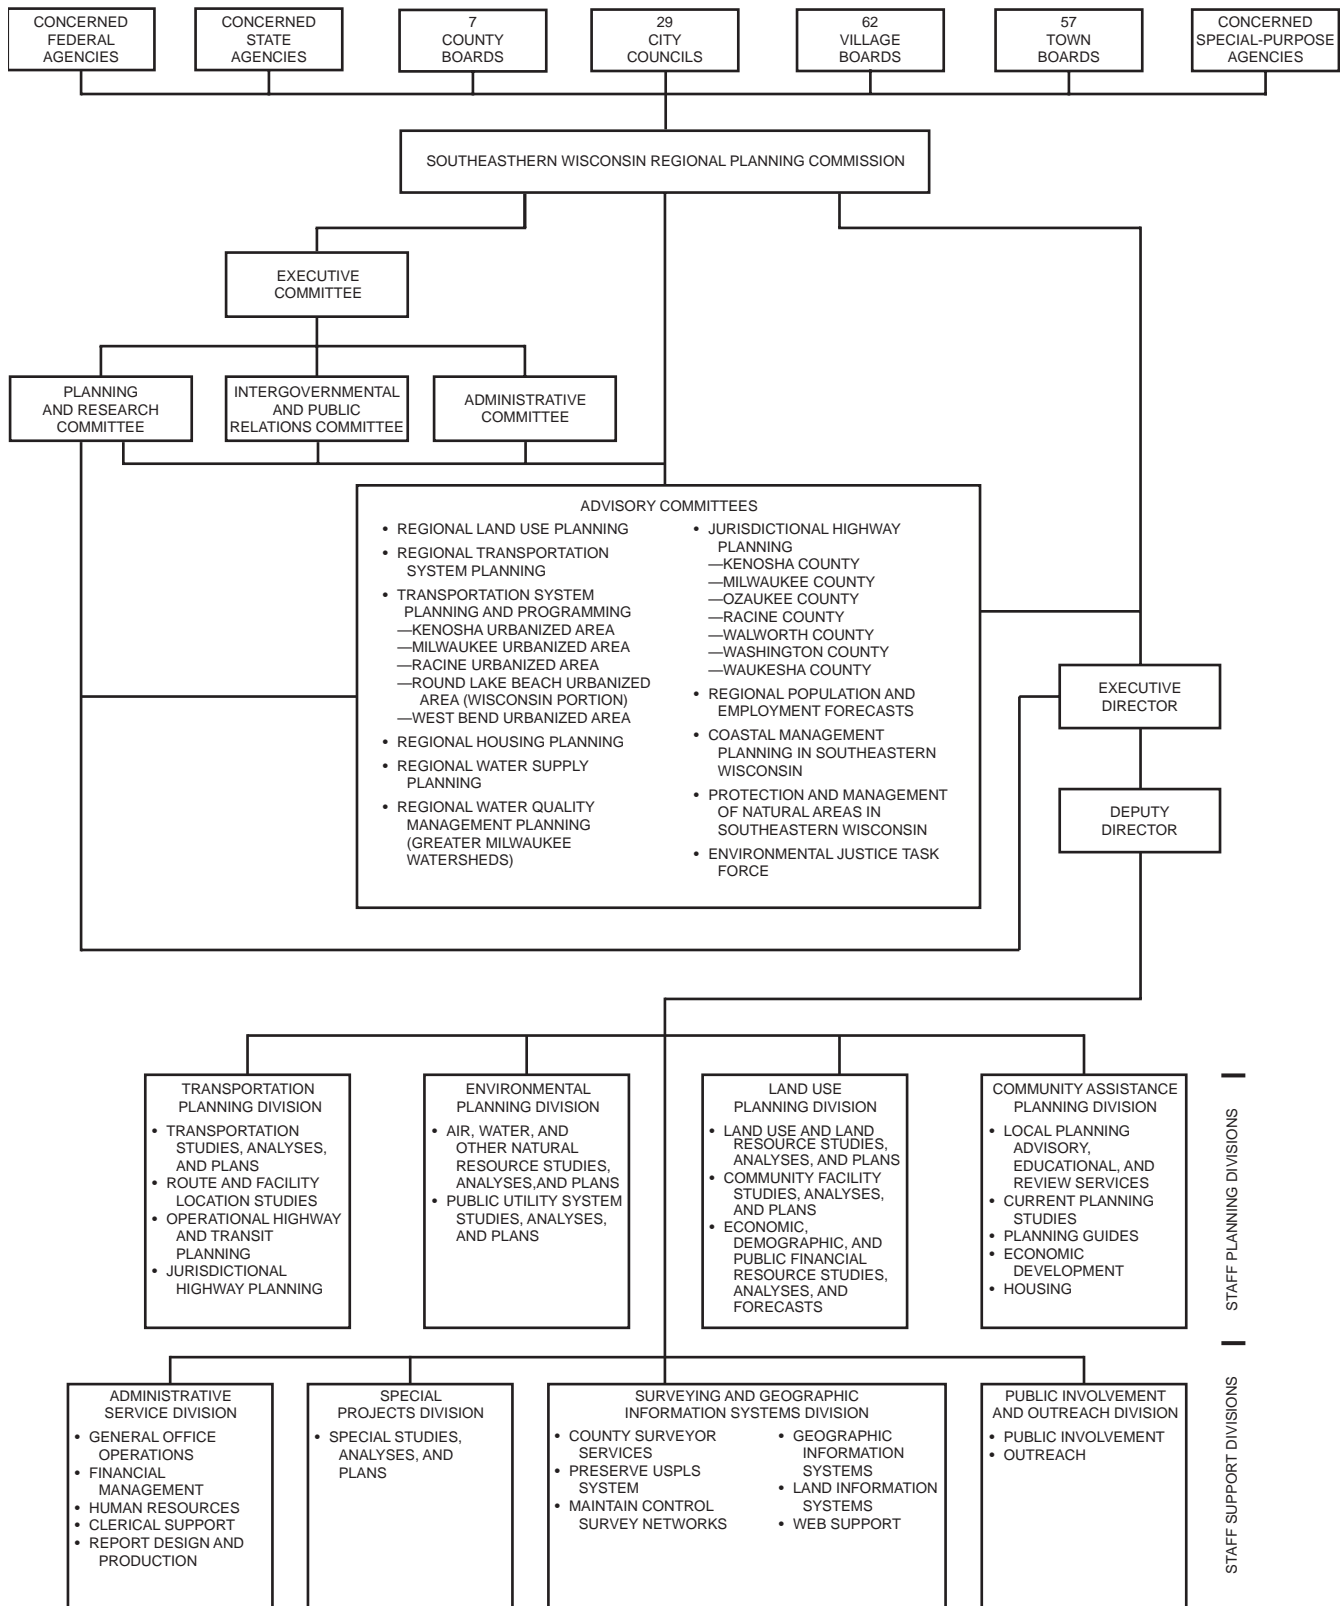 CONCERNED
FEDERAL
AGENCIES
CONCERNED
STATE
AGENCIES
7
COUNTY
BOARDS
29
CITY
COUNCILS
62
VILLAGE
BOARDS
57
TOWN
BOARDS
CONCERNED
SPECIAL-PURPOSE
AGENCIES
SOUTHEASTHERN WISCONSIN REGIONAL PLANNING COMMISSION
EXECUTIVE
COMMITTEE
PLANNING
AND RESEARCH
COMMITTEE
INTERGOVERNMENTAL
AND PUBLIC
RELATIONS COMMITTEE
ADMINISTRATIVE
COMMITTEE
ADVISORY COMMITTEES
• REGIONAL LAND USE PLANNING
• REGIONAL TRANSPORTATION
SYSTEM PLANNING
• TRANSPORTATION SYSTEM
PLANNING AND PROGRAMMING
—KENOSHA URBANIZED AREA
—MILWAUKEE URBANIZED AREA
—RACINE URBANIZED AREA
—ROUND LAKE BEACH URBANIZED
AREA (WISCONSIN PORTION)
—WEST BEND URBANIZED AREA
• REGIONAL HOUSING PLANNING
• REGIONAL WATER SUPPLY
PLANNING
• REGIONAL WATER QUALITY
MANAGEMENT PLANNING
(GREATER MILWAUKEE
WATERSHEDS)
• JURISDICTIONAL HIGHWAY
PLANNING
—KENOSHA COUNTY
—MILWAUKEE COUNTY
—OZAUKEE COUNTY
—RACINE COUNTY
—WALWORTH COUNTY
—WASHINGTON COUNTY
—WAUKESHA COUNTY
• REGIONAL POPULATION AND
EMPLOYMENT FORECASTS
• COASTAL MANAGEMENT
PLANNING IN SOUTHEASTERN
WISCONSIN
• PROTECTION AND MANAGEMENT
OF NATURAL AREAS IN
SOUTHEASTERN WISCONSIN
• ENVIRONMENTAL JUSTICE TASK
FORCE
EXECUTIVE
DIRECTOR
DEPUTY
DIRECTOR
TRANSPORTATION
PLANNING DIVISION
• TRANSPORTATION
STUDIES, ANALYSES,
AND PLANS
• ROUTE AND FACILITY
LOCATION STUDIES
• OPERATIONAL HIGHWAY
AND TRANSIT
PLANNING
• JURISDICTIONAL
HIGHWAY PLANNING
ENVIRONMENTAL
PLANNING DIVISION
• AIR, WATER, AND
OTHER NATURAL
RESOURCE STUDIES,
ANALYSES,AND PLANS
• PUBLIC UTILITY SYSTEM
STUDIES, ANALYSES,
AND PLANS
LAND USE
PLANNING DIVISION
• LAND USE AND LAND
RESOURCE STUDIES,
ANALYSES, AND PLANS
• COMMUNITY FACILITY
STUDIES, ANALYSES,
AND PLANS
• ECONOMIC,
DEMOGRAPHIC, AND
PUBLIC FINANCIAL
RESOURCE STUDIES,
ANALYSES, AND
FORECASTS
COMMUNITY ASSISTANCE
PLANNING DIVISION
• LOCAL PLANNING
ADVISORY,
EDUCATIONAL, AND
REVIEW SERVICES
• CURRENT PLANNING
STUDIES
• PLANNING GUIDES
• ECONOMIC
DEVELOPMENT
• HOUSING
STAFF PLANNING DIVISIONS
ADMINISTRATIVE
SERVICE DIVISION
• GENERAL OFFICE
OPERATIONS
• FINANCIAL
MANAGEMENT
• HUMAN RESOURCES
• CLERICAL SUPPORT
• REPORT DESIGN AND
PRODUCTION
SPECIAL
PROJECTS DIVISION
• SPECIAL STUDIES,
ANALYSES, AND
PLANS
SURVEYING AND GEOGRAPHIC
INFORMATION SYSTEMS DIVISION
• COUNTY SURVEYOR
SERVICES
• PRESERVE USPLS
SYSTEM
• MAINTAIN CONTROL
SURVEY NETWORKS
• GEOGRAPHIC
INFORMATION
SYSTEMS
• LAND INFORMATION
SYSTEMS
• WEB SUPPORT
PUBLIC INVOLVEMENT
AND OUTREACH DIVISION
• PUBLIC INVOLVEMENT
• OUTREACH
STAFF SUPPORT DIVISIONS